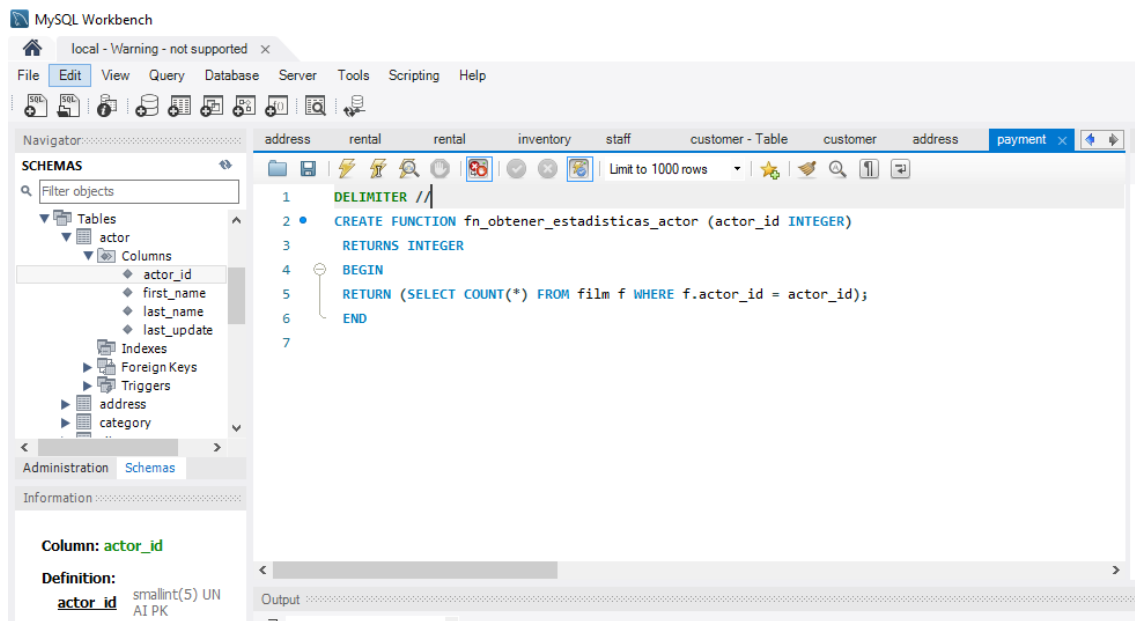 MySQL Workbench
local - Warning - not supported ×
File Edit View Query Database Server Tools Scripting Help
SQL SQL
Navigator
address rental rental inventory staff customer - Table customer address payment ×
SCHEMAS
Limit to 1000 rows
Filter objects
Tables
actor
Columns
actor_id
first_name
last_name
last_update
Indexes
Foreign Keys
Triggers
address
category
1 DELIMITER //
2 CREATE FUNCTION fn_obtener_estadisticas_actor (actor_id INTEGER)
3 RETURNS INTEGER
4 BEGIN
5 RETURN (SELECT COUNT(*) FROM film f WHERE f.actor_id = actor_id);
6 END
7
Administration Schemas
Information
Column: actor_id
Definition:
actor_id smallint(5) UN
AI PK
Output